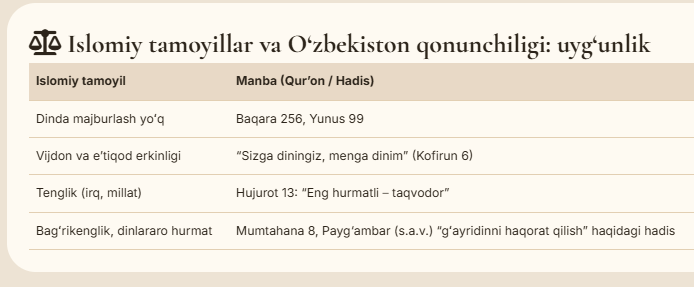 Islomiy tamoyillar va O‘zbekiston qonunchiligi: uyg‘unlik
Islomiy tamoyil Manba (Qur’on / Hadis)
Dinda majburlash yo‘q Baqara 256, Yunus 99
Vijdon va e’tiqod erkinligi “Sizga diningiz, menga dinim” (Kofirun 6)
Tenglik (irq, millat) Hujurot 13: “Eng hurmatli – taqvodor”
Bag‘rikenglik, dinlararo hurmat Mumtahana 8, Payg‘ambar (s.a.v.) “g‘ayridinni haqorat qilish” haqidagi hadis